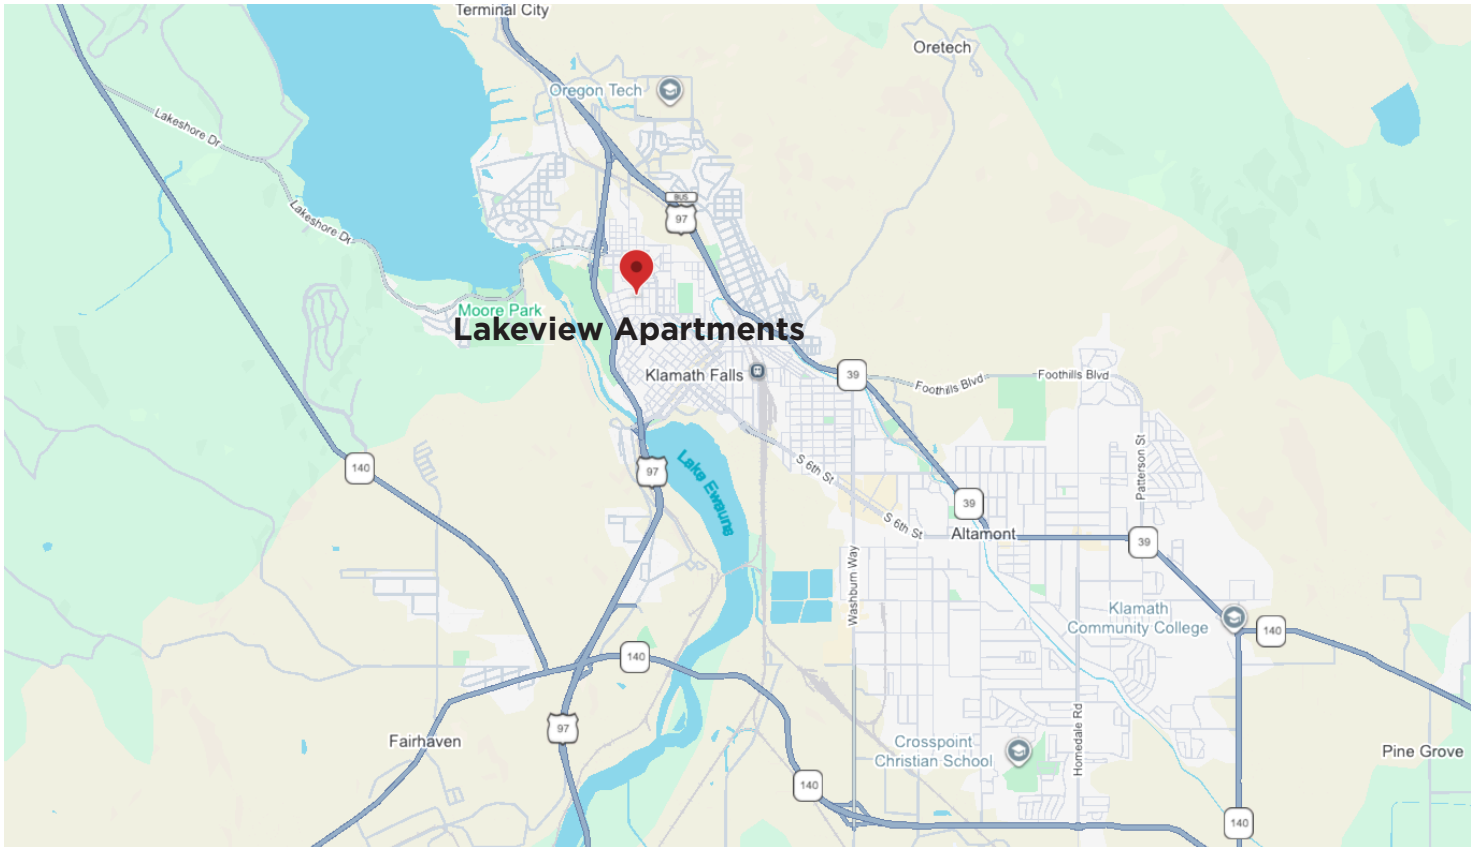 Terminal City
Oretech
Oregon Tech
Lakeshore Dr
BUS
97
Lakeshore Dr
Moore Park
Lakeview Apartments
Klamath Falls
39
Foothills Blvd
Foothills Blvd
140
97
Lake Ewauna
S 6th St
Patterson St
39
S 6th St
Altamont
39
Washburn Way
Klamath
Community College
140
140
Homedale Rd
97
Fairhaven
Crosspoint
Christian School
Pine Grove
140
140